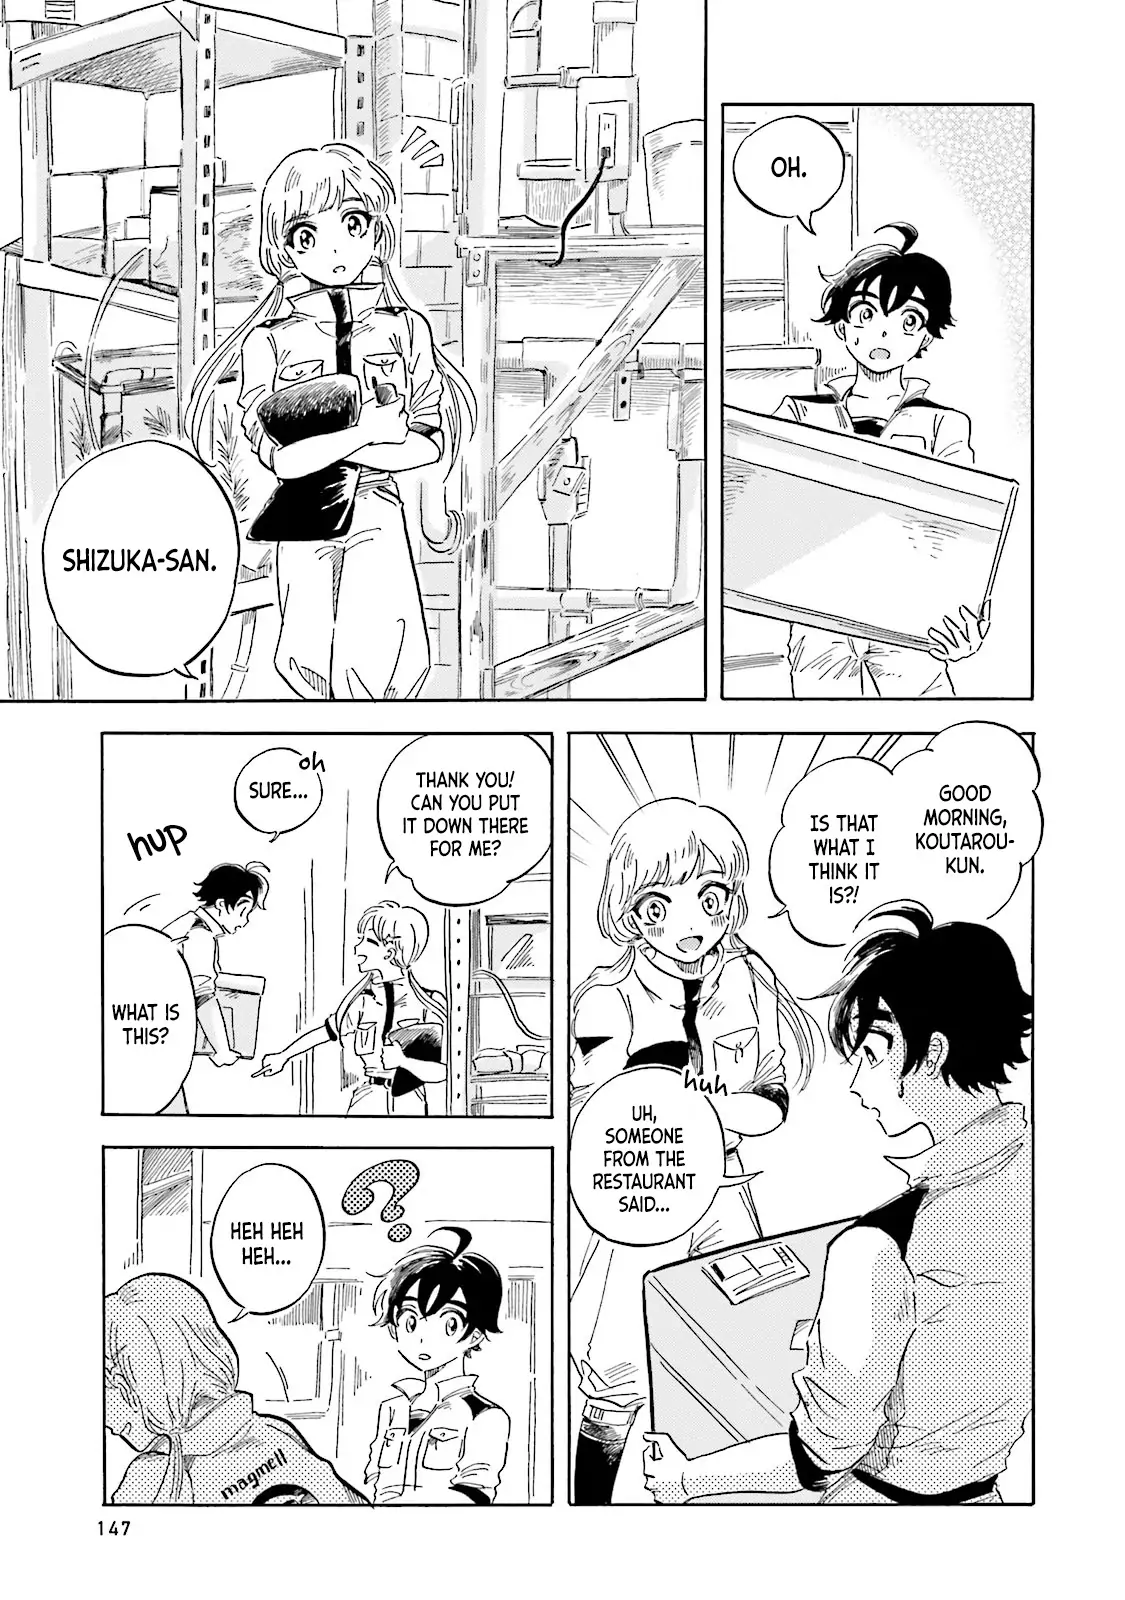 OH.
SHIZUKA-SAN.
GOOD
MORNING,
KOUTAROU-
KUN.
IS THAT
WHAT I
THINK IT
IS?!
huh
UH,
SOMEONE
FROM THE
RESTAURANT
SAID...
THANK YOU!
CAN YOU PUT
IT DOWN THERE
FOR ME?
oh
SURE...
hup
WHAT IS
THIS?
HEH HEH
HEH...
?
magmell
147